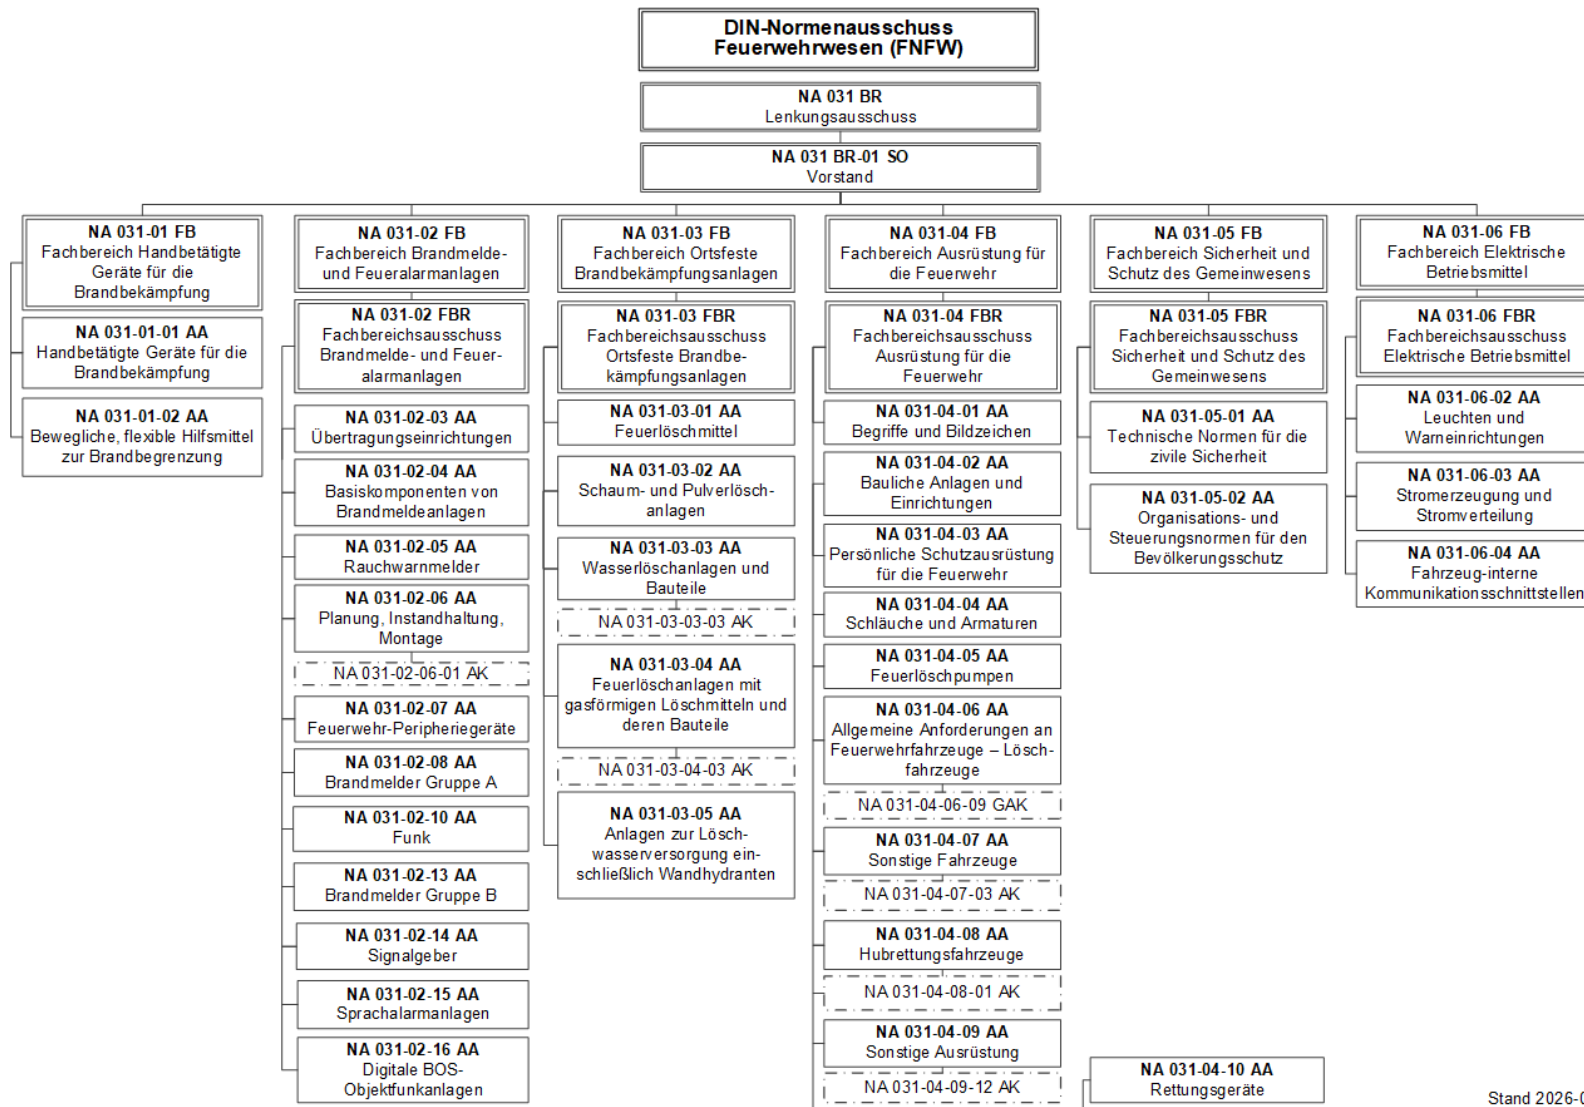 DIN-Normenausschuss
Feuerwehrwesen (FNFW)
NA 031 BR
Lenkungsausschuss
NA 031 BR-01 SO
Vorstand
NA 031-01 FB
Fachbereich Handbetätigte
Geräte für die
Brandbekämpfung
NA 031-01-01 AA
Handbetätigte Geräte für die
Brandbekämpfung
NA 031-01-02 AA
Bewegliche, flexible Hilfsmittel
zur Brandbegrenzung
NA 031-02 FB
Fachbereich Brandmelde-
und Feueralarmanlagen
NA 031-02 FBR
Fachbereichsausschuss
Brandmelde- und Feuer-
alarmanlagen
NA 031-02-03 AA
Übertragungseinrichtungen
NA 031-02-04 AA
Basiskomponenten von
Brandmeldeanlagen
NA 031-02-05 AA
Rauchwarnmelder
NA 031-02-06 AA
Planung, Instandhaltung,
Montage
NA 031-02-06-01 AK
NA 031-02-07 AA
Feuerwehr-Peripheriegeräte
NA 031-02-08 AA
Brandmelder Gruppe A
NA 031-02-10 AA
Funk
NA 031-02-13 AA
Brandmelder Gruppe B
NA 031-02-14 AA
Signalgeber
NA 031-02-15 AA
Sprachalarmanlagen
NA 031-02-16 AA
Digitale BOS-
Objektfunkanlagen
NA 031-03 FB
Fachbereich Ortsfeste
Brandbekämpfungsanlagen
NA 031-03 FBR
Fachbereichsausschuss
Ortsfeste Brandbe-
kämpfungsanlagen
NA 031-03-01 AA
Feuerlöschmittel
NA 031-03-02 AA
Schaum- und Pulverlösch-
anlagen
NA 031-03-03 AA
Wasserlöschanlagen und
Bauteile
NA 031-03-03-03 AK
NA 031-03-04 AA
Feuerlöschanlagen mit
gasförmigen Löschmitteln und
deren Bauteile
NA 031-03-04-03 AK
NA 031-03-05 AA
Anlagen zur Lösch-
wasserversorgung ein-
schließlich Wandhydranten
NA 031-04 FB
Fachbereich Ausrüstung für
die Feuerwehr
NA 031-04 FBR
Fachbereichsausschuss
Ausrüstung für die
Feuerwehr
NA 031-04-01 AA
Begriffe und Bildzeichen
NA 031-04-02 AA
Bauliche Anlagen und
Einrichtungen
NA 031-04-03 AA
Persönliche Schutzausrüstung
für die Feuerwehr
NA 031-04-04 AA
Schläuche und Armaturen
NA 031-04-05 AA
Feuerlöschpumpen
NA 031-04-06 AA
Allgemeine Anforderungen an
Feuerwehrfahrzeuge – Lösch-
fahrzeuge
NA 031-04-06-09 GAK
NA 031-04-07 AA
Sonstige Fahrzeuge
NA 031-04-07-03 AK
NA 031-04-08 AA
Hubrettungsfahrzeuge
NA 031-04-08-01 AK
NA 031-04-09 AA
Sonstige Ausrüstung
NA 031-04-09-12 AK
NA 031-05 FB
Fachbereich Sicherheit und
Schutz des Gemeinwesens
NA 031-05 FBR
Fachbereichsausschuss
Sicherheit und Schutz des
Gemeinwesens
NA 031-05-01 AA
Technische Normen für die
zivile Sicherheit
NA 031-05-02 AA
Organisations- und
Steuerungsnormen für den
Bevölkerungsschutz
NA 031-04-10 AA
Rettungsgeräte
NA 031-06 FB
Fachbereich Elektrische
Betriebsmittel
NA 031-06 FBR
Fachbereichsausschuss
Elektrische Betriebsmittel
NA 031-06-02 AA
Leuchten und
Warneinrichtungen
NA 031-06-03 AA
Stromerzeugung und
Stromverteilung
NA 031-06-04 AA
Fahrzeug-interne
Kommunikationsschnittstellen
Stand 2026-0